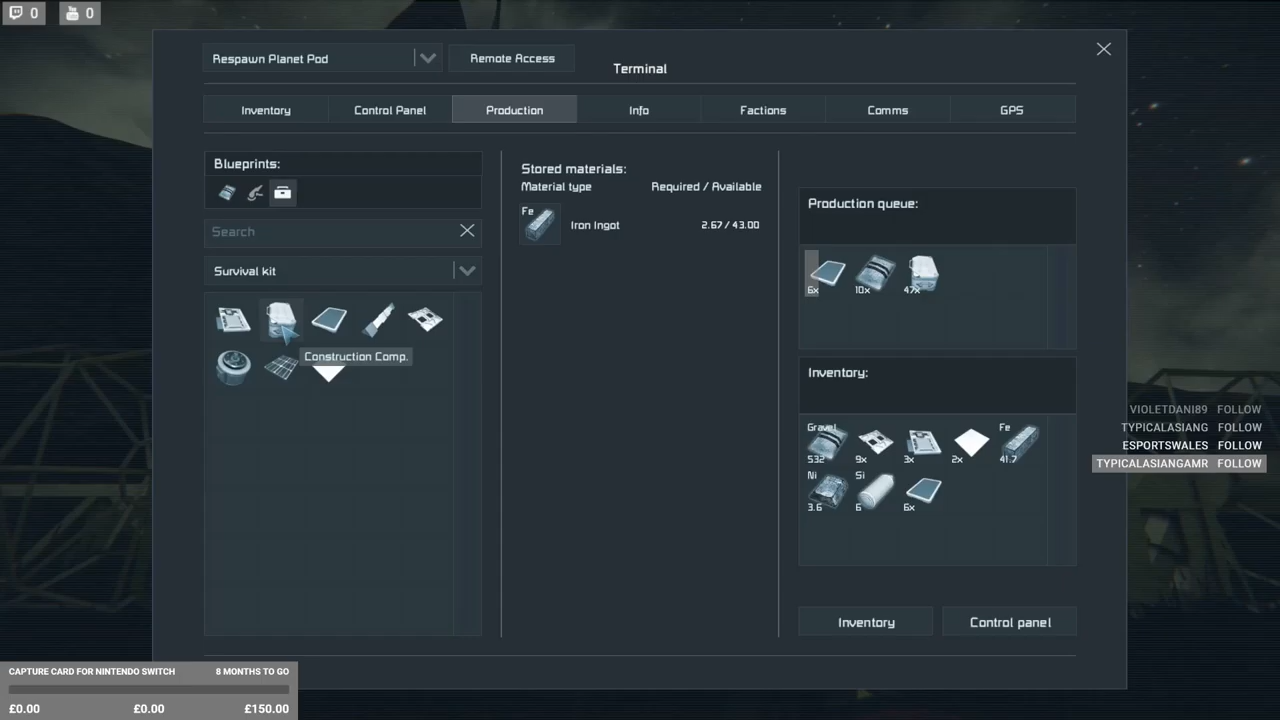 0 0
Respawn Planet Pod
Remote Access
Terminal
Inventory Control Panel Production Info Factions Comms GPS
Blueprints:
Search
Survival kit
Construction Comp.
Stored materials:
Material type Required / Available
Fe
Iron Ingot 2.67 / 43.00
Production queue:
6x 10x 47x
Inventory:
Gravel Fe
532 9x 3x 2x 41.7
Ni Si
3.6 6 6x
Inventory Control panel
VIOLETDANI89 FOLLOW
TYPICALASIANG FOLLOW
ESPORTSWALES FOLLOW
TYPICALASIANGAMR FOLLOW
CAPTURE CARD FOR NINTENDO SWITCH 8 MONTHS TO GO
£0.00 £0.00 £150.00